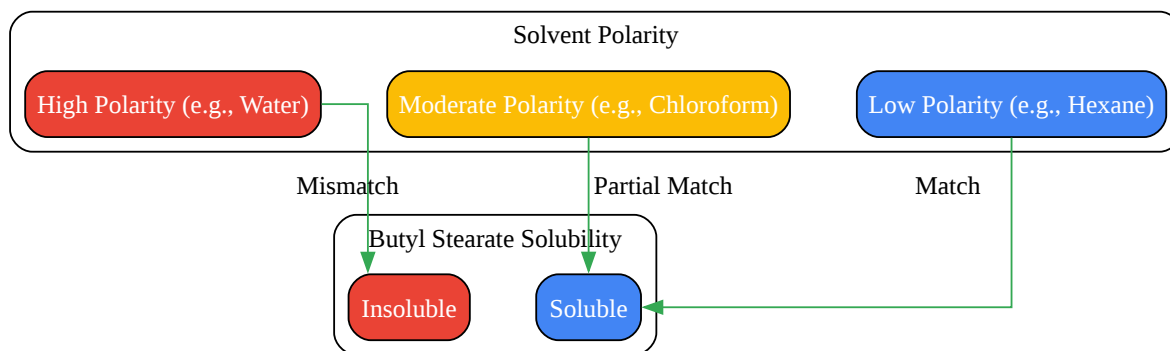 Solvent Polarity
High Polarity (e.g., Water)
Moderate Polarity (e.g., Chloroform)
Low Polarity (e.g., Hexane)
Mismatch
Partial Match
Match
Butyl Stearate Solubility
Insoluble
Soluble